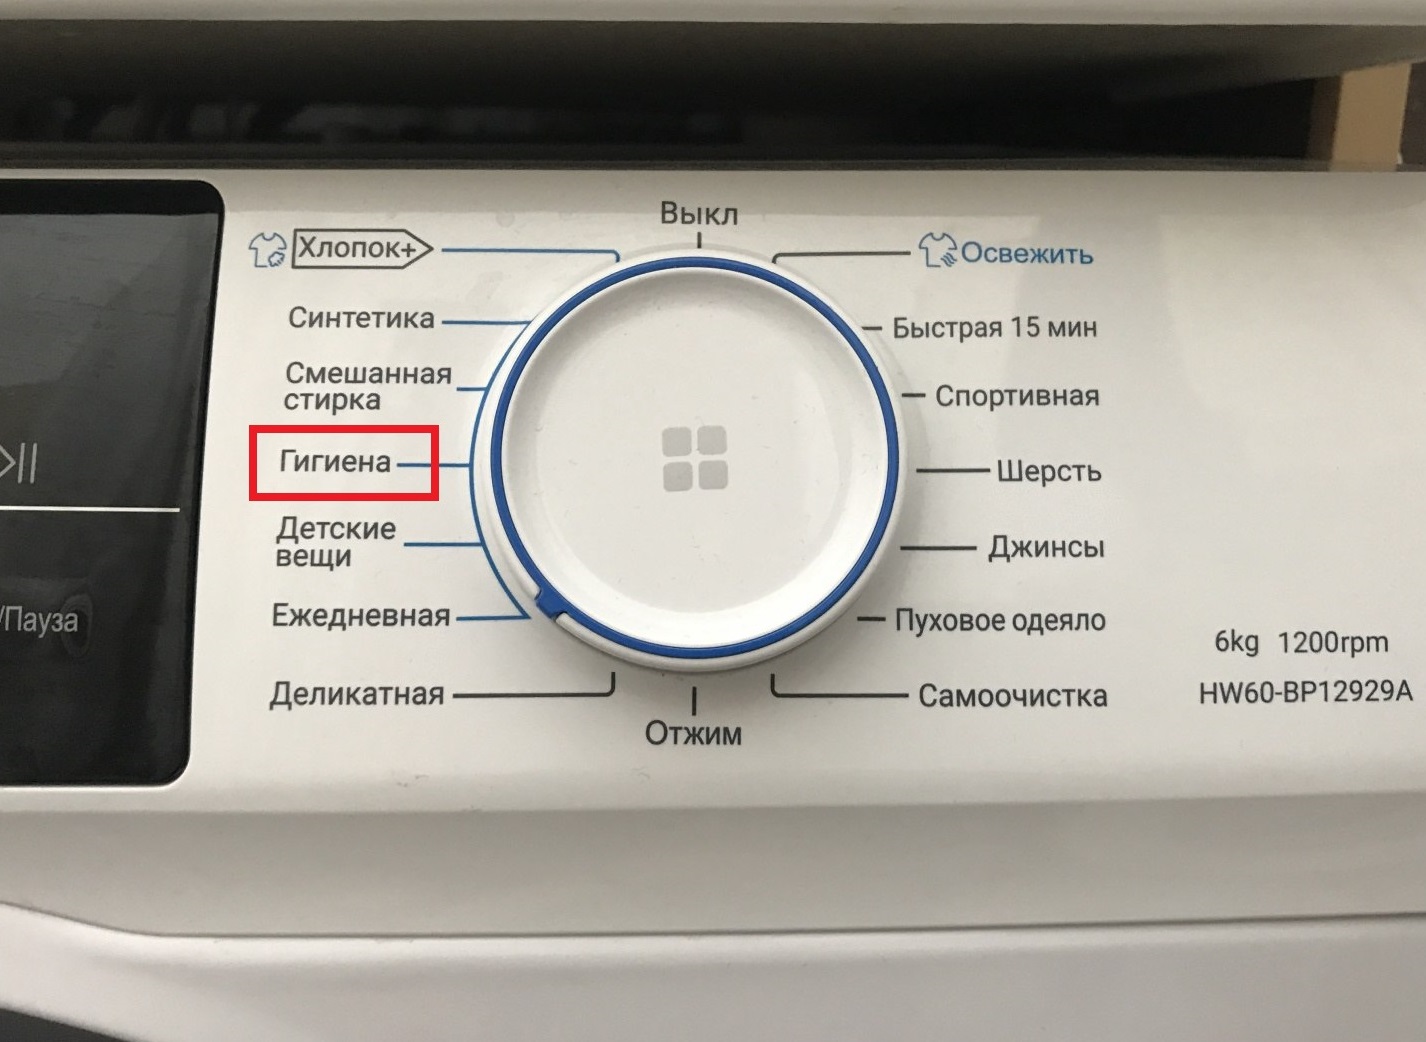 Выкл
Хлопок+
Освежить
Синтетика
Быстрая 15 мин
Смешанная
стирка
Спортивная
Гигиена
Шерсть
Детские
вещи
Джинсы
Ежедневная
Пуховое одеяло
/Пауза
6kg 1200rpm
Деликатная
Самоочистка
HW60-BP12929A
Отжим